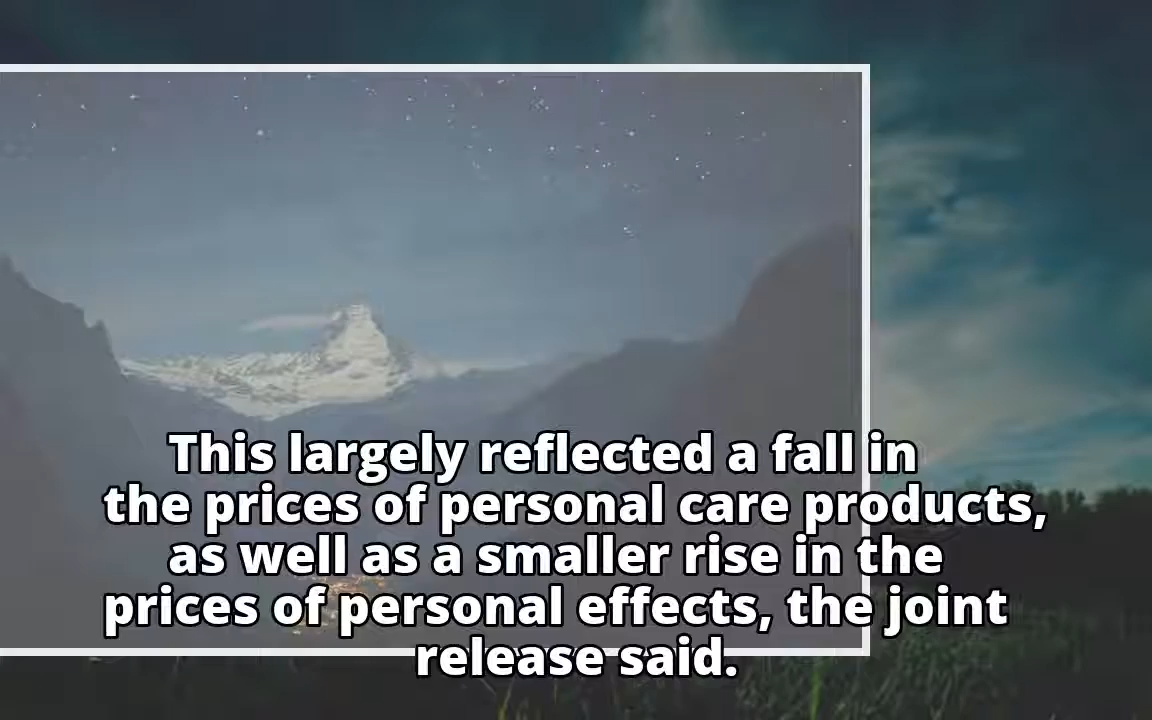 This largely reflected a fall in
the prices of personal care products,
as well as a smaller rise in the
prices of personal effects, the joint
release said.